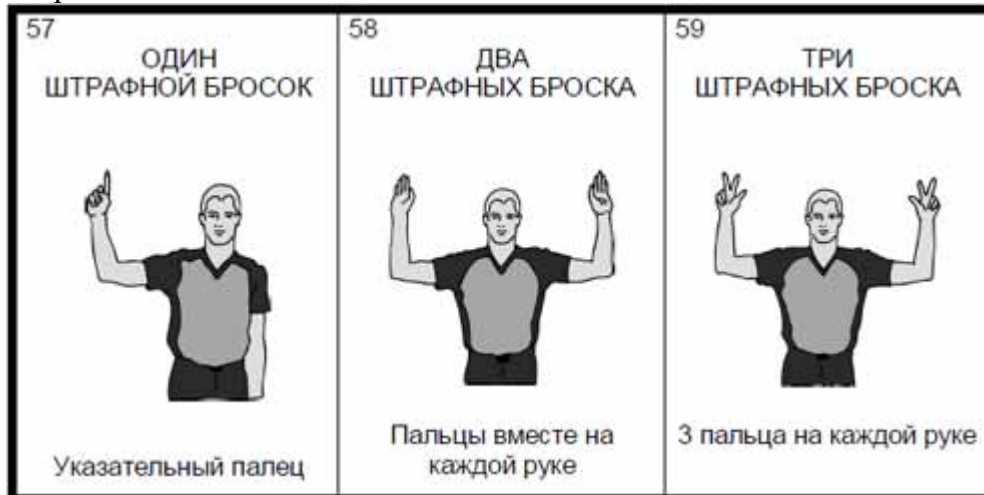 57
ОДИН
ШТРАФНОЙ БРОСОК
Указательный палец
58
ДВА
ШТРАФНЫХ БРОСКА
Пальцы вместе на
каждой руке
59
ТРИ
ШТРАФНЫХ БРОСКА
3 пальца на каждой руке